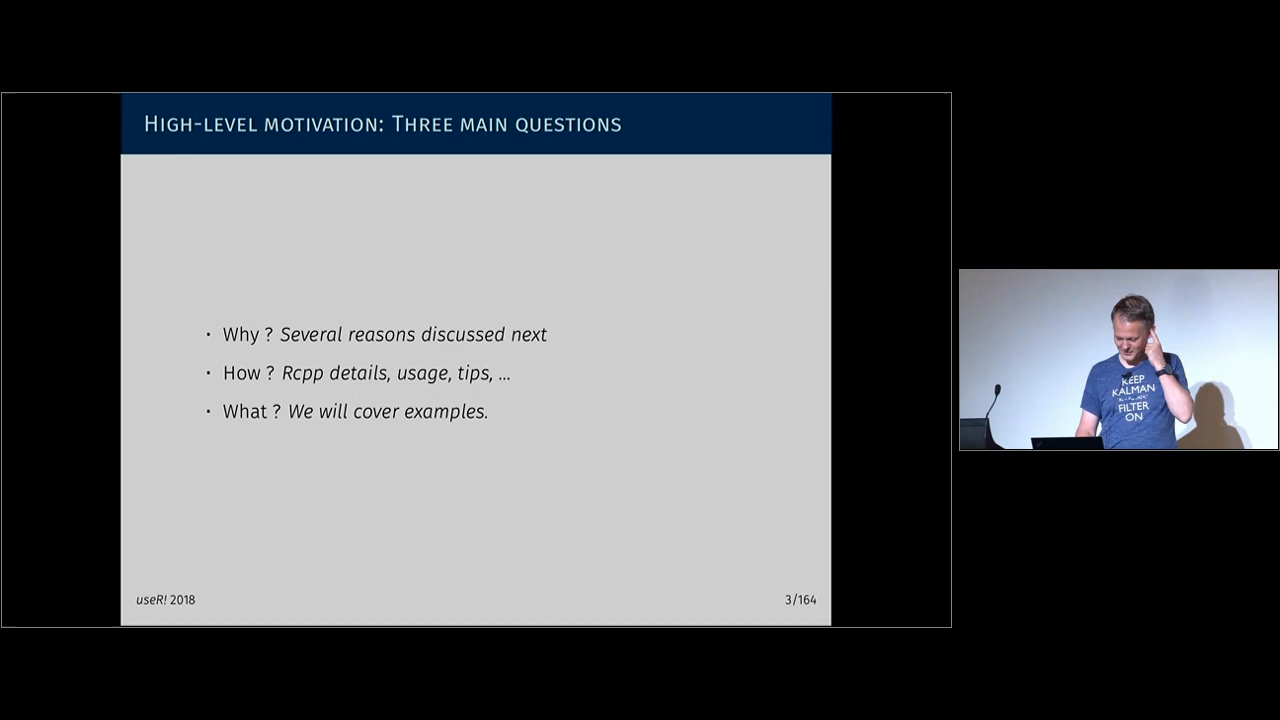 High-level motivation: Three main questions
• Why ? Several reasons discussed next
• How ? Rcpp details, usage, tips, ...
• What ? We will cover examples.
useR! 2018
3/164
KEEP
KALMAN
FILTER
ON